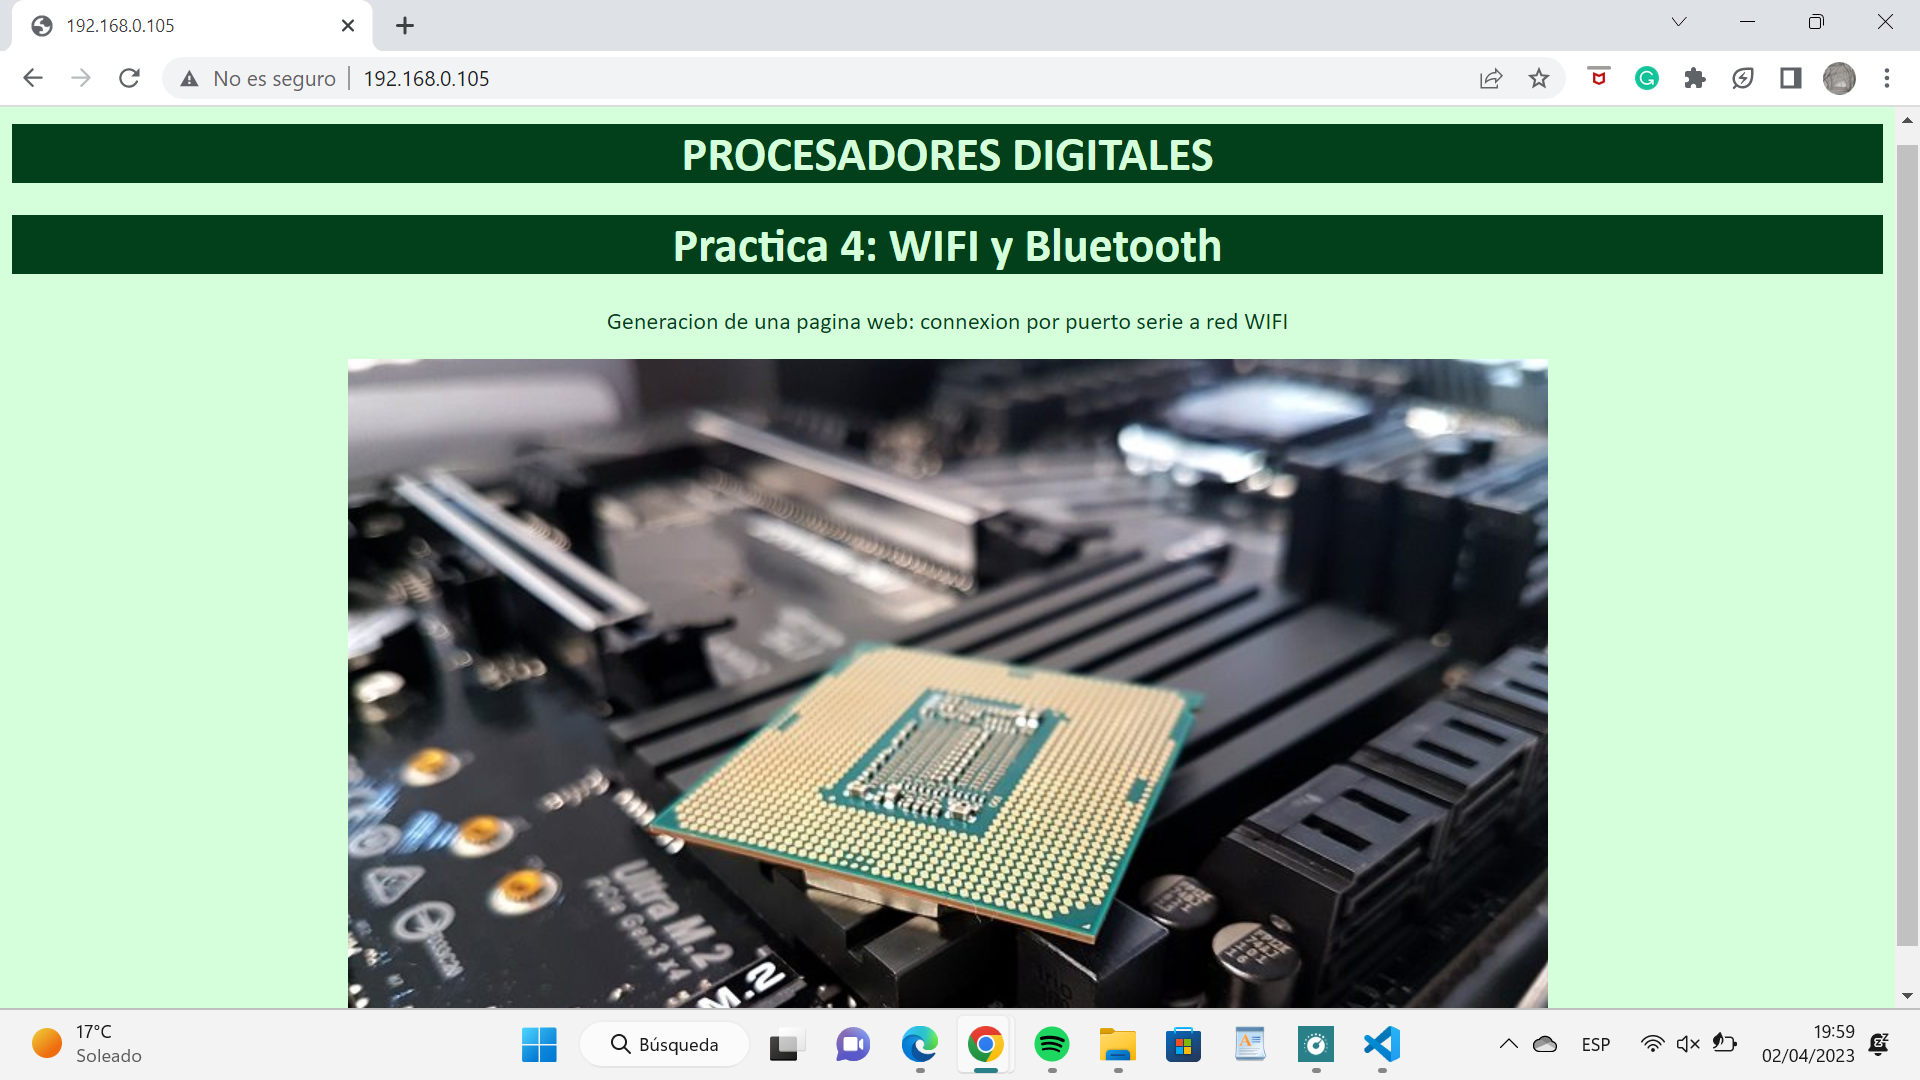 192.168.0.105
No es seguro
192.168.0.105
PROCESADORES DIGITALES
Practica 4: WIFI y Bluetooth
Generacion de una pagina web: connexion por puerto serie a red WIFI
Ultra M.2
PCIe Gen3 x4
M.2
17°C
Soleado
Búsqueda
ESP
19:59
02/04/2023